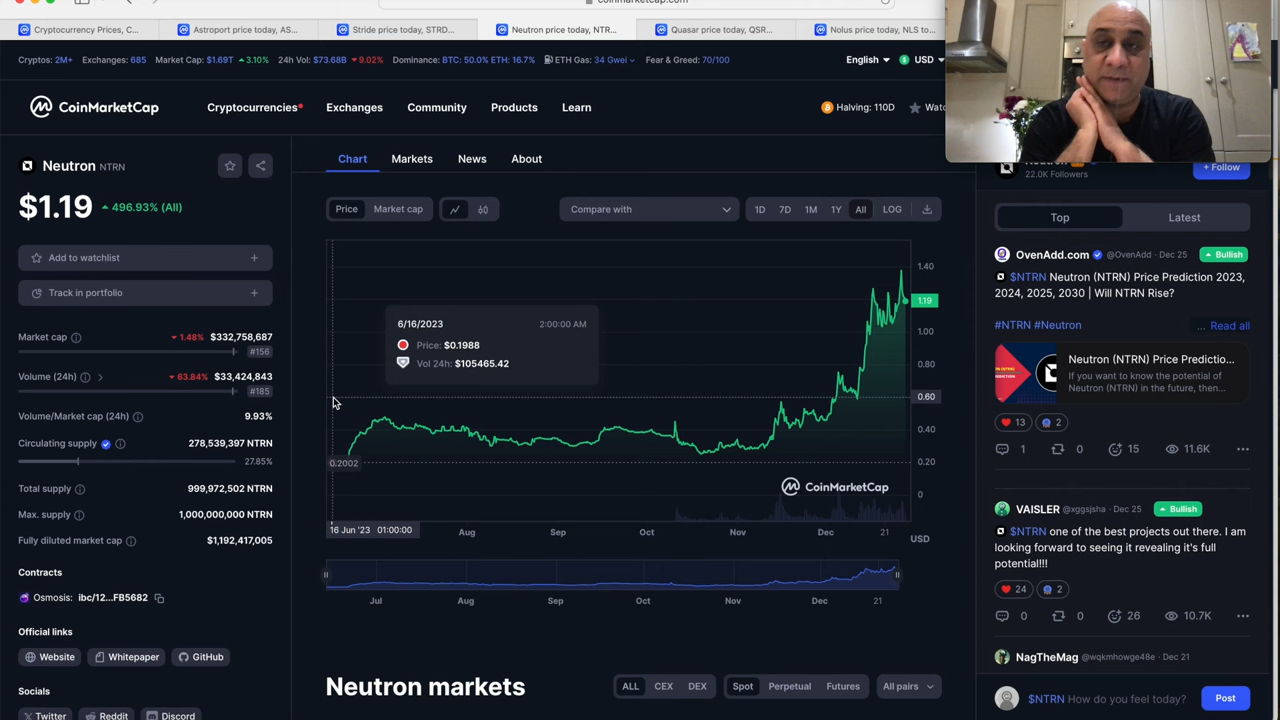 coinmarketcap.com
Cryptocurrency Prices, C...
Astroport price today, AS...
Stride price today, STRD...
Neutron price today, NTR...
Quasar price today, QSR...
Nolus price today, NLS to...
Cryptos: 2M+ Exchanges: 685 Market Cap: $1.69T 3.10% 24h Vol: $73.68B 9.02% Dominance: BTC: 50.0% ETH: 16.7% ETH Gas: 34 Gwei Fear & Greed: 70/100
English USD
CoinMarketCap
Cryptocurrencies Exchanges Community Products Learn
Halving: 110D
Neutron NTRN
$1.19 496.93% (All)
Add to watchlist
Track in portfolio
Market cap 1.48% $332,758,687
#156
Volume (24h) 63.84% $33,424,843
#185
Volume/Market cap (24h) 9.93%
Circulating supply 278,539,397 NTRN
27.85%
Total supply 999,972,502 NTRN
Max. supply 1,000,000,000 NTRN
Fully diluted market cap $1,192,417,005
Contracts
Osmosis: ibc/12...FB5682
Official links
Website Whitepaper GitHub
Socials
Twitter Reddit Discord
Chart Markets News About
Price Market cap
Compare with
1D 7D 1M 1Y All LOG
1.40
1.19
1.00
0.80
0.60
0.40
0.20
0
6/16/2023 2:00:00 AM
Price: $0.1988
Vol 24h: $105465.42
0.2002
CoinMarketCap
16 Jun '23 01:00:00
Aug Sep Oct Nov Dec 21
USD
Jul Aug Sep Oct Nov Dec 21
Neutron markets
ALL CEX DEX
Spot Perpetual Futures
All pairs
22.0K Followers
+ Follow
Top Latest
OvenAdd.com @OvenAdd · Dec 25 Bullish
$NTRN Neutron (NTRN) Price Prediction 2023,
2024, 2025, 2030 | Will NTRN Rise?
#NTRN #Neutron ... Read all
Neutron (NTRN) Price Predictio...
If you want to know the potential of
Neutron (NTRN) in the future, then...
13 2
1 0 15 11.6K
VAISLER @xggsjsha · Dec 25 Bullish
$NTRN one of the best projects out there. I am
looking forward to seeing it revealing it's full
potential!!!
24 2
0 0 26 10.7K
NagTheMag @wqkmhowge48e · Dec 21
$NTRN How do you feel today?
Post